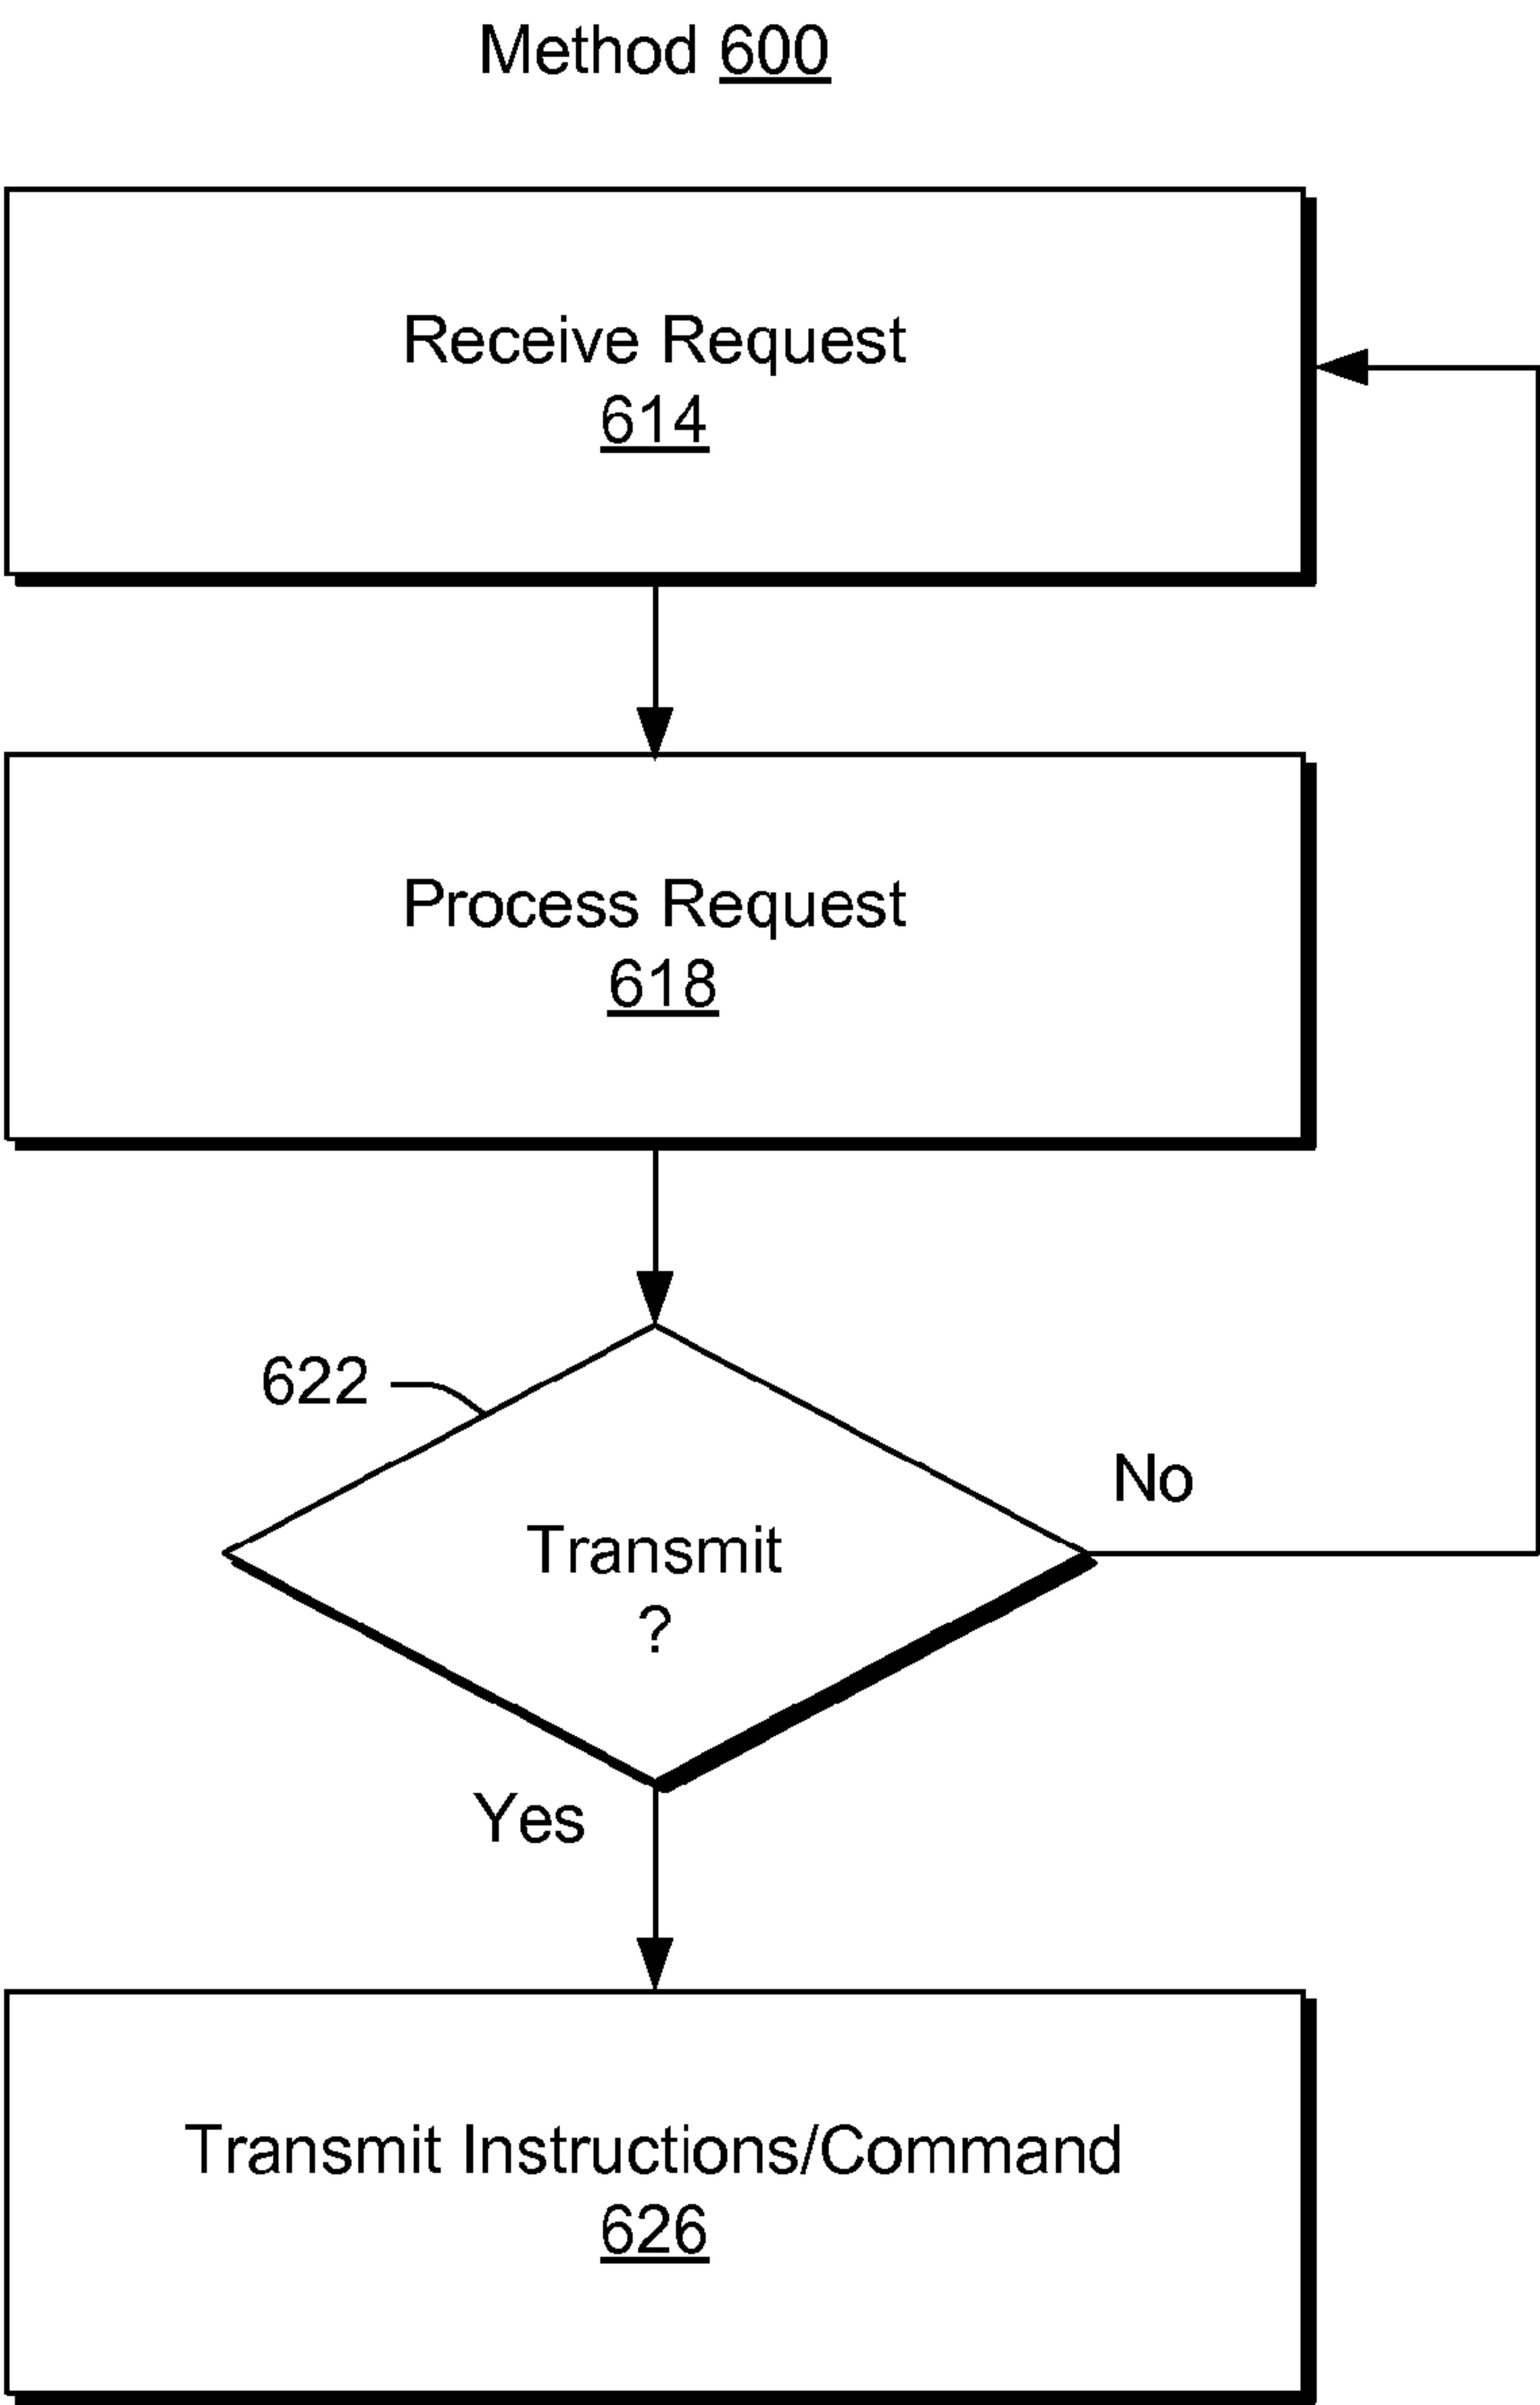 Method 600
Receive Request
614
Process Request
618
622
Transmit
?
No
Yes
Transmit Instructions/Command
626